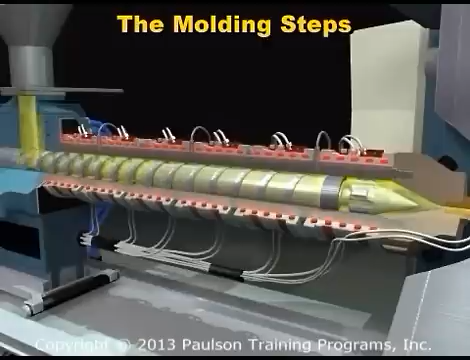 The Molding Steps
Copyright © 2013 Paulson Training Programs, Inc.